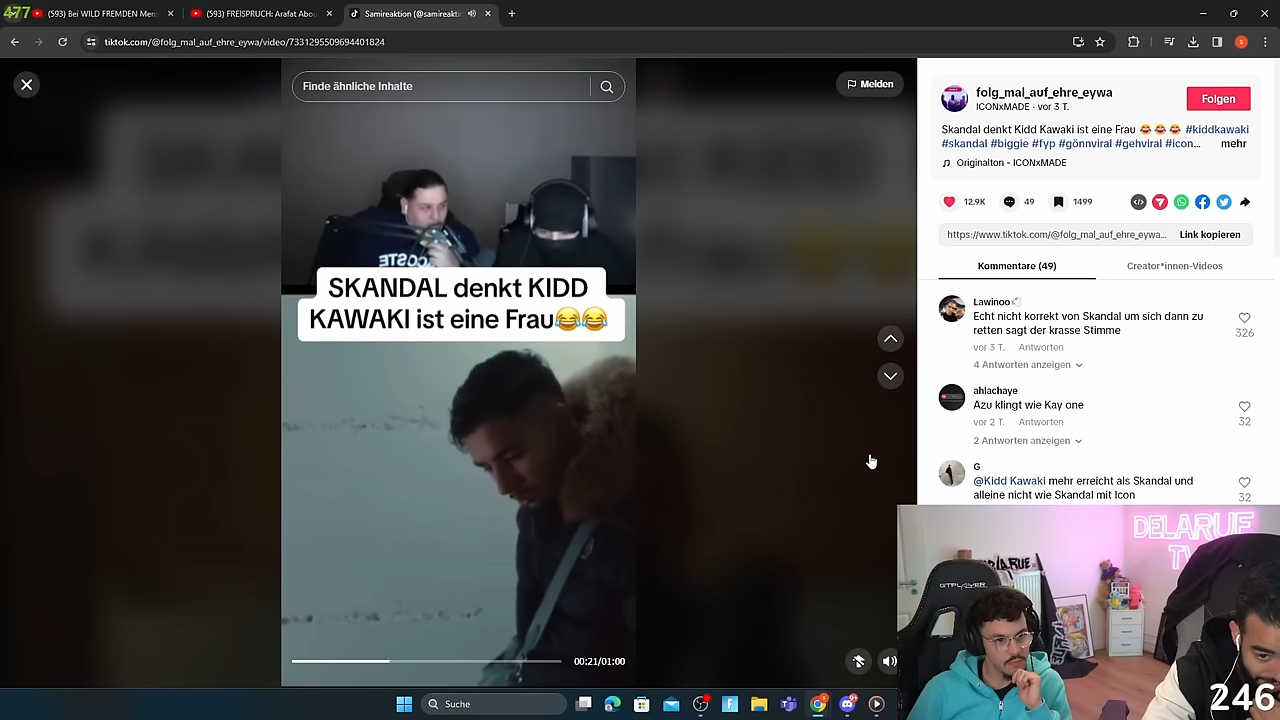 477
(593) Bei WILD FREMDEN Men
(593) FREISPRUCH: Arafat Abou
Samireaktion (@samireakti
tiktok.com/@folg_mal_auf_ehre_eywa/video/7331295509694401824
Finde ähnliche Inhalte
Melden
LACOSTE
SKANDAL denkt KIDD
KAWAKI ist eine Frau😂😂
00:21/01:00
folg_mal_auf_ehre_eywa
ICONxMADE · vor 3 T.
Folgen
Skandal denkt Kidd Kawaki ist eine Frau 😂 😂 😂 #kiddkawaki
#skandal #biggie #fyp #gönnviral #gehviral #icon... mehr
Originalton - ICONxMADE
12.9K
49
1499
https://www.tiktok.com/@folg_mal_auf_ehre_eywa...
Link kopieren
Kommentare (49)
Creator*innen-Videos
Lawinoo
Echt nicht korrekt von Skandal um sich dann zu
retten sagt der krasse Stimme
vor 3 T. Antworten
326
4 Antworten anzeigen
ahlachaye
Azu klingt wie Kay one
vor 2 T. Antworten
32
2 Antworten anzeigen
G
@Kidd Kawaki mehr erreicht als Skandal und
alleine nicht wie Skandal mit Icon
32
DELARUE
TV
GTPLAYER
246
Suche